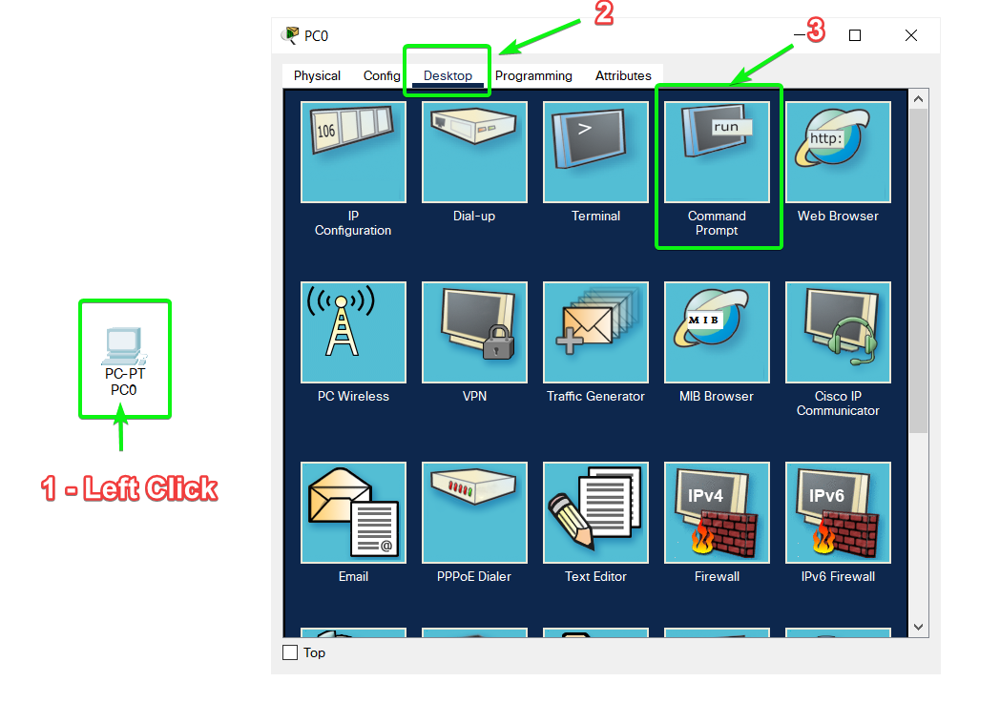 2
PC0
3
Physical
Config
Desktop
Programming
Attributes
106
>
run
http:
IP
Configuration
Dial-up
Terminal
Command
Prompt
Web Browser
MIB
PC Wireless
VPN
Traffic Generator
MIB Browser
Cisco IP
Communicator
PC-PT
PC0
1 - Left Click
@
IPv4
IPv6
Email
PPPoE Dialer
Text Editor
Firewall
IPv6 Firewall
Top